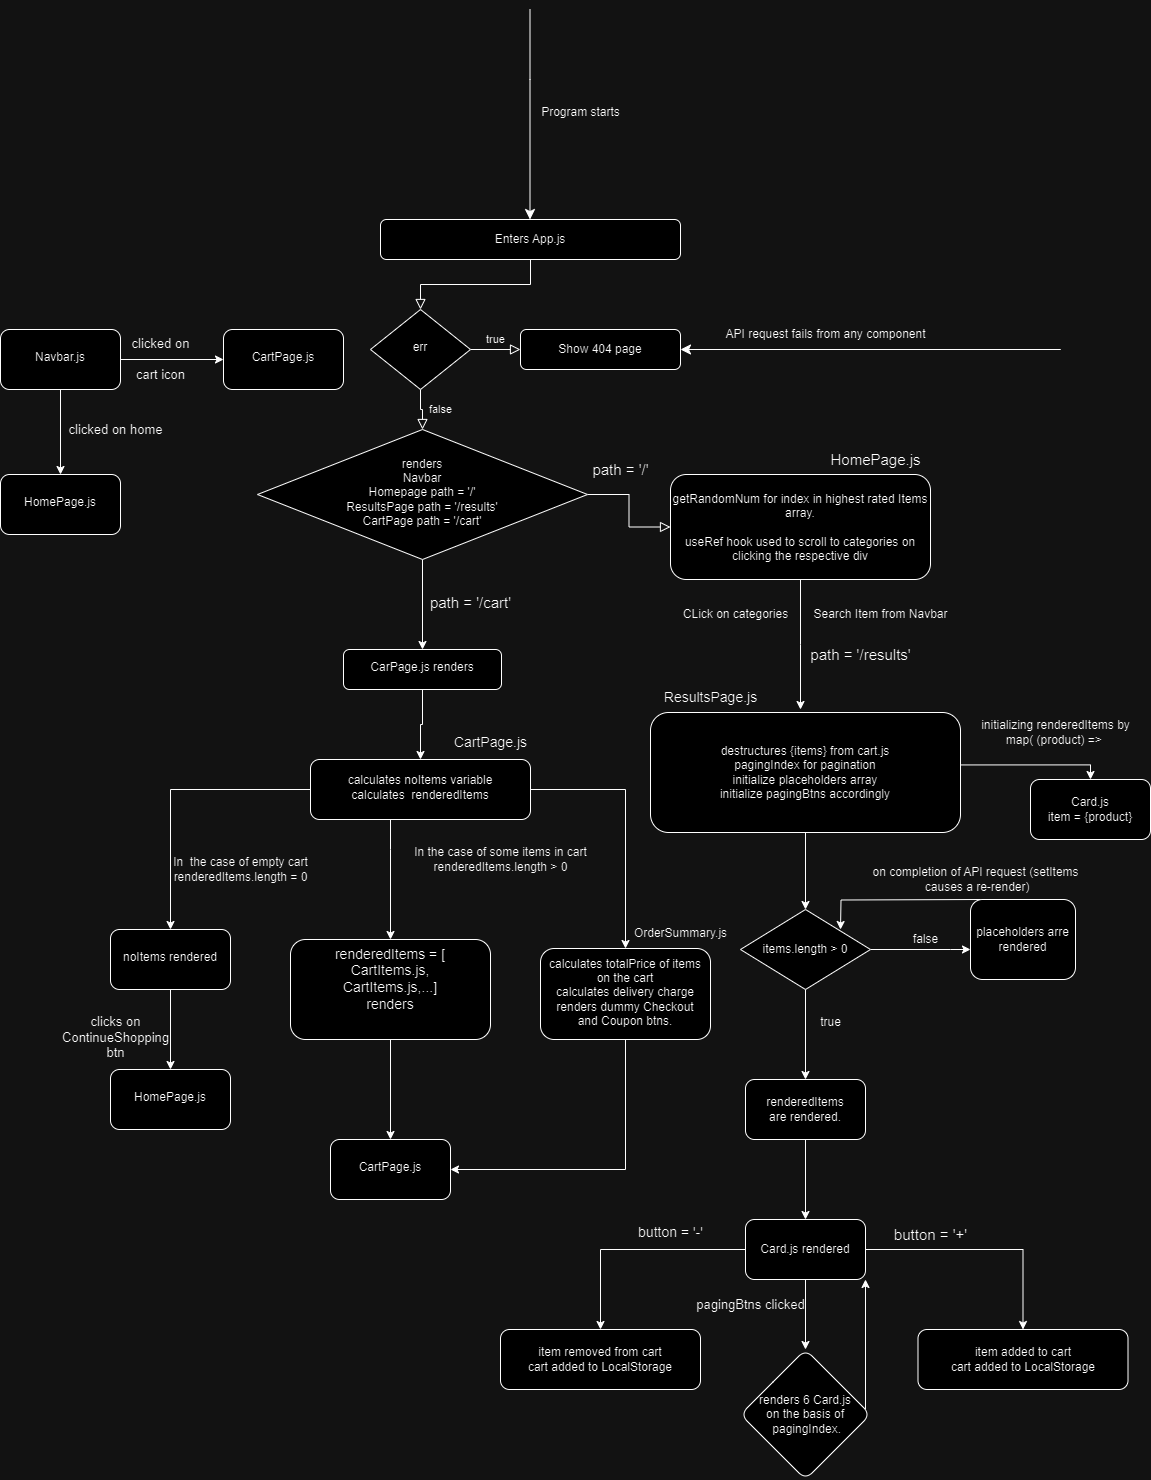 Program starts
Enters App.js
err
true
Show 404 page
API request fails from any component
Navbar.js
clicked on
cart icon
CartPage.js
false
clicked on home
HomePage.js
renders
Navbar
Homepage path = '/'
ResultsPage path = '/results'
CartPage path = '/cart'
path = '/'
HomePage.js
getRandomNum for index in highest rated Items
array.
useRef hook used to scroll to categories on
clicking the respective div
path = '/cart'
CLick on categories
Search Item from Navbar
path = '/results'
CarPage.js renders
ResultsPage.js
destructures {items} from cart.js
pagingIndex for pagination
initialize placeholders array
initialize pagingBtns accordingly
initializing renderedItems by
map( (product) =>
Card.js
item = {product}
CartPage.js
calculates noItems variable
calculates  renderedItems
In  the case of empty cart
renderedItems.length = 0
In the case of some items in cart
renderedItems.length > 0
on completion of API request (setItems
causes a re-render)
items.length > 0
false
placeholders arre
rendered
noItems rendered
renderedItems = [
CartItems.js,
CartItems.js,...]
renders
OrderSummary.js
calculates totalPrice of items
on the cart
calculates delivery charge
renders dummy Checkout
and Coupon btns.
clicks on
ContinueShopping
btn
true
HomePage.js
renderedItems
are rendered.
CartPage.js
button = '-'
Card.js rendered
button = '+'
pagingBtns clicked
item removed from cart
cart added to LocalStorage
item added to cart
cart added to LocalStorage
renders 6 Card.js
on the basis of
pagingIndex.